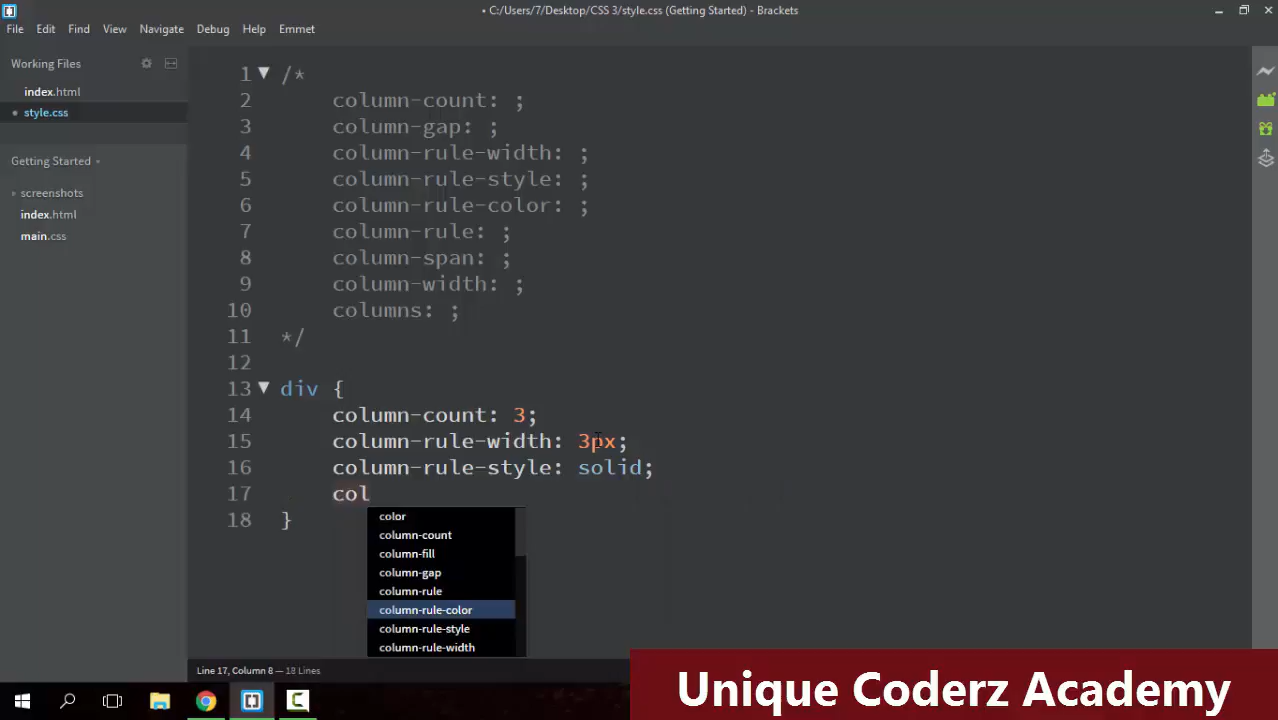 • C:/Users/7/Desktop/CSS 3/style.css (Getting Started) - Brackets
File Edit Find View Navigate Debug Help Emmet
Working Files
index.html
• style.css
Getting Started
screenshots
index.html
main.css
1 /*
2 column-count: ;
3 column-gap: ;
4 column-rule-width: ;
5 column-rule-style: ;
6 column-rule-color: ;
7 column-rule: ;
8 column-span: ;
9 column-width: ;
10 columns: ;
11 */
12
13 div {
14 column-count: 3;
15 column-rule-width: 3px;
16 column-rule-style: solid;
17 col
18 }
color
column-count
column-fill
column-gap
column-rule
column-rule-color
column-rule-style
column-rule-width
Line 17, Column 8 — 18 Lines
Unique Coderz Academy